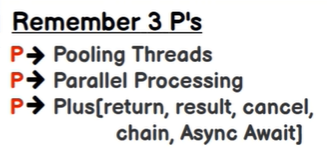 Remember 3 P's
P→ Pooling Threads
P→ Parallel Processing
P→ Plus[return, result, cancel,
chain, Async Await]